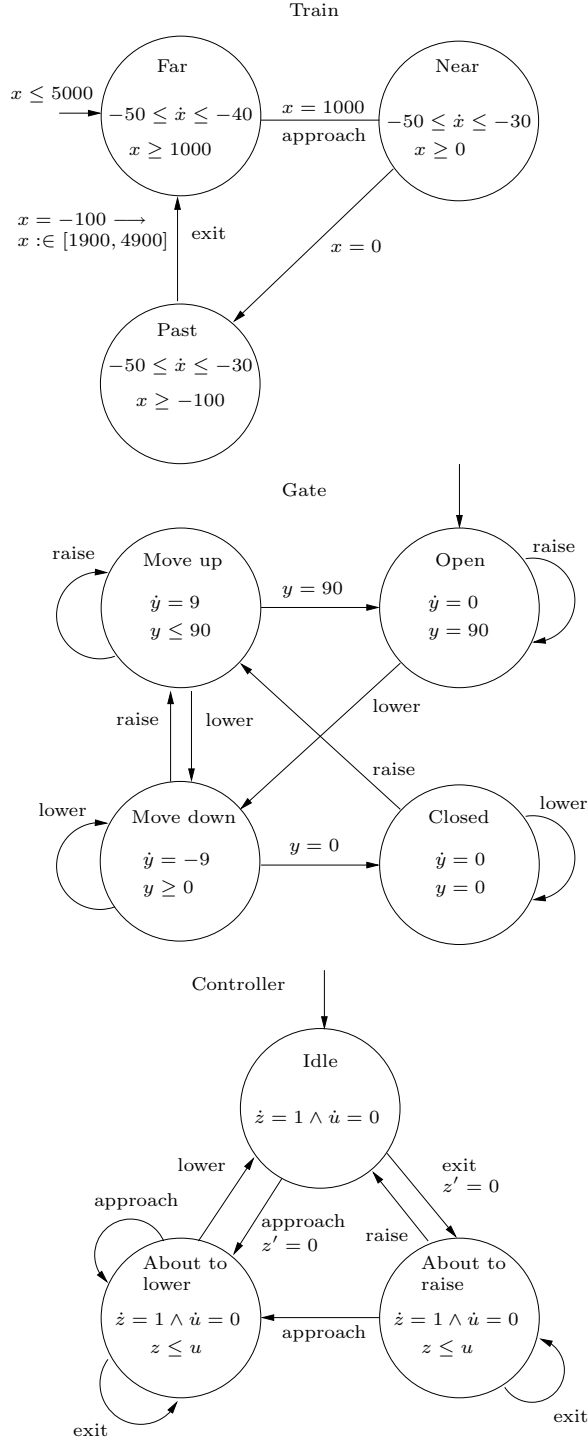 Train
Far
Near
x ≤ 5000
−50 ≤ ẋ ≤ −40
x = 1000
−50 ≤ ẋ ≤ −30
x ≥ 1000
approach
x ≥ 0
x = −100 ⟶
x :∈ [1900, 4900]
exit
x = 0
Past
−50 ≤ ẋ ≤ −30
x ≥ −100
Gate
raise
Move up
ẏ = 9
y ≤ 90
y = 90
Open
ẏ = 0
y = 90
raise
raise
lower
lower
raise
lower
Move down
ẏ = −9
y ≥ 0
y = 0
Closed
ẏ = 0
y = 0
lower
Controller
Idle
ż = 1 ∧ u̇ = 0
lower
exit
z′ = 0
approach
approach
z′ = 0
raise
About to
lower
ż = 1 ∧ u̇ = 0
z ≤ u
approach
About to
raise
ż = 1 ∧ u̇ = 0
z ≤ u
exit
exit